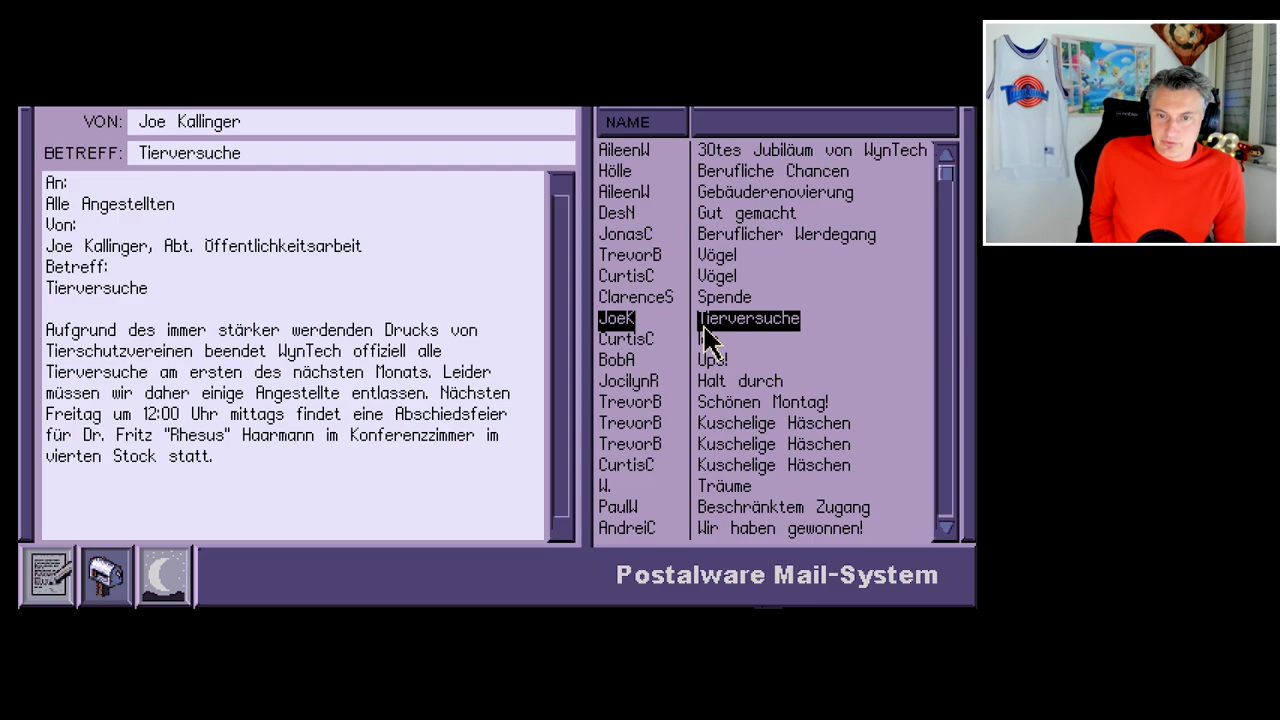 VON: Joe Kallinger
BETREFF: Tierversuche
An:
Alle Angestellten
Von:
Joe Kallinger, Abt. Öffentlichkeitsarbeit
Betreff:
Tierversuche
Aufgrund des immer stärker werdenden Drucks von
Tierschutzvereinen beendet WynTech offiziell alle
Tierversuche am ersten des nächsten Monats. Leider
müssen wir daher einige Angestellte entlassen. Nächsten
Freitag um 12:00 Uhr mittags findet eine Abschiedsfeier
für Dr. Fritz "Rhesus" Haarmann im Konferenzzimmer im
vierten Stock statt.
NAME
AileenW 30tes Jubiläum von WynTech
Hölle Berufliche Chancen
AileenW Gebäuderenovierung
DesN Gut gemacht
JonasC Beruflicher Werdegang
TrevorB Vögel
CurtisC Vögel
ClarenceS Spende
JoeK Tierversuche
CurtisC
BobA Ups!
JocilynR Halt durch
TrevorB Schönen Montag!
TrevorB Kuschelige Häschen
TrevorB Kuschelige Häschen
CurtisC Kuschelige Häschen
W. Träume
PaulW Beschränktem Zugang
AndreiC Wir haben gewonnen!
Postalware Mail-System